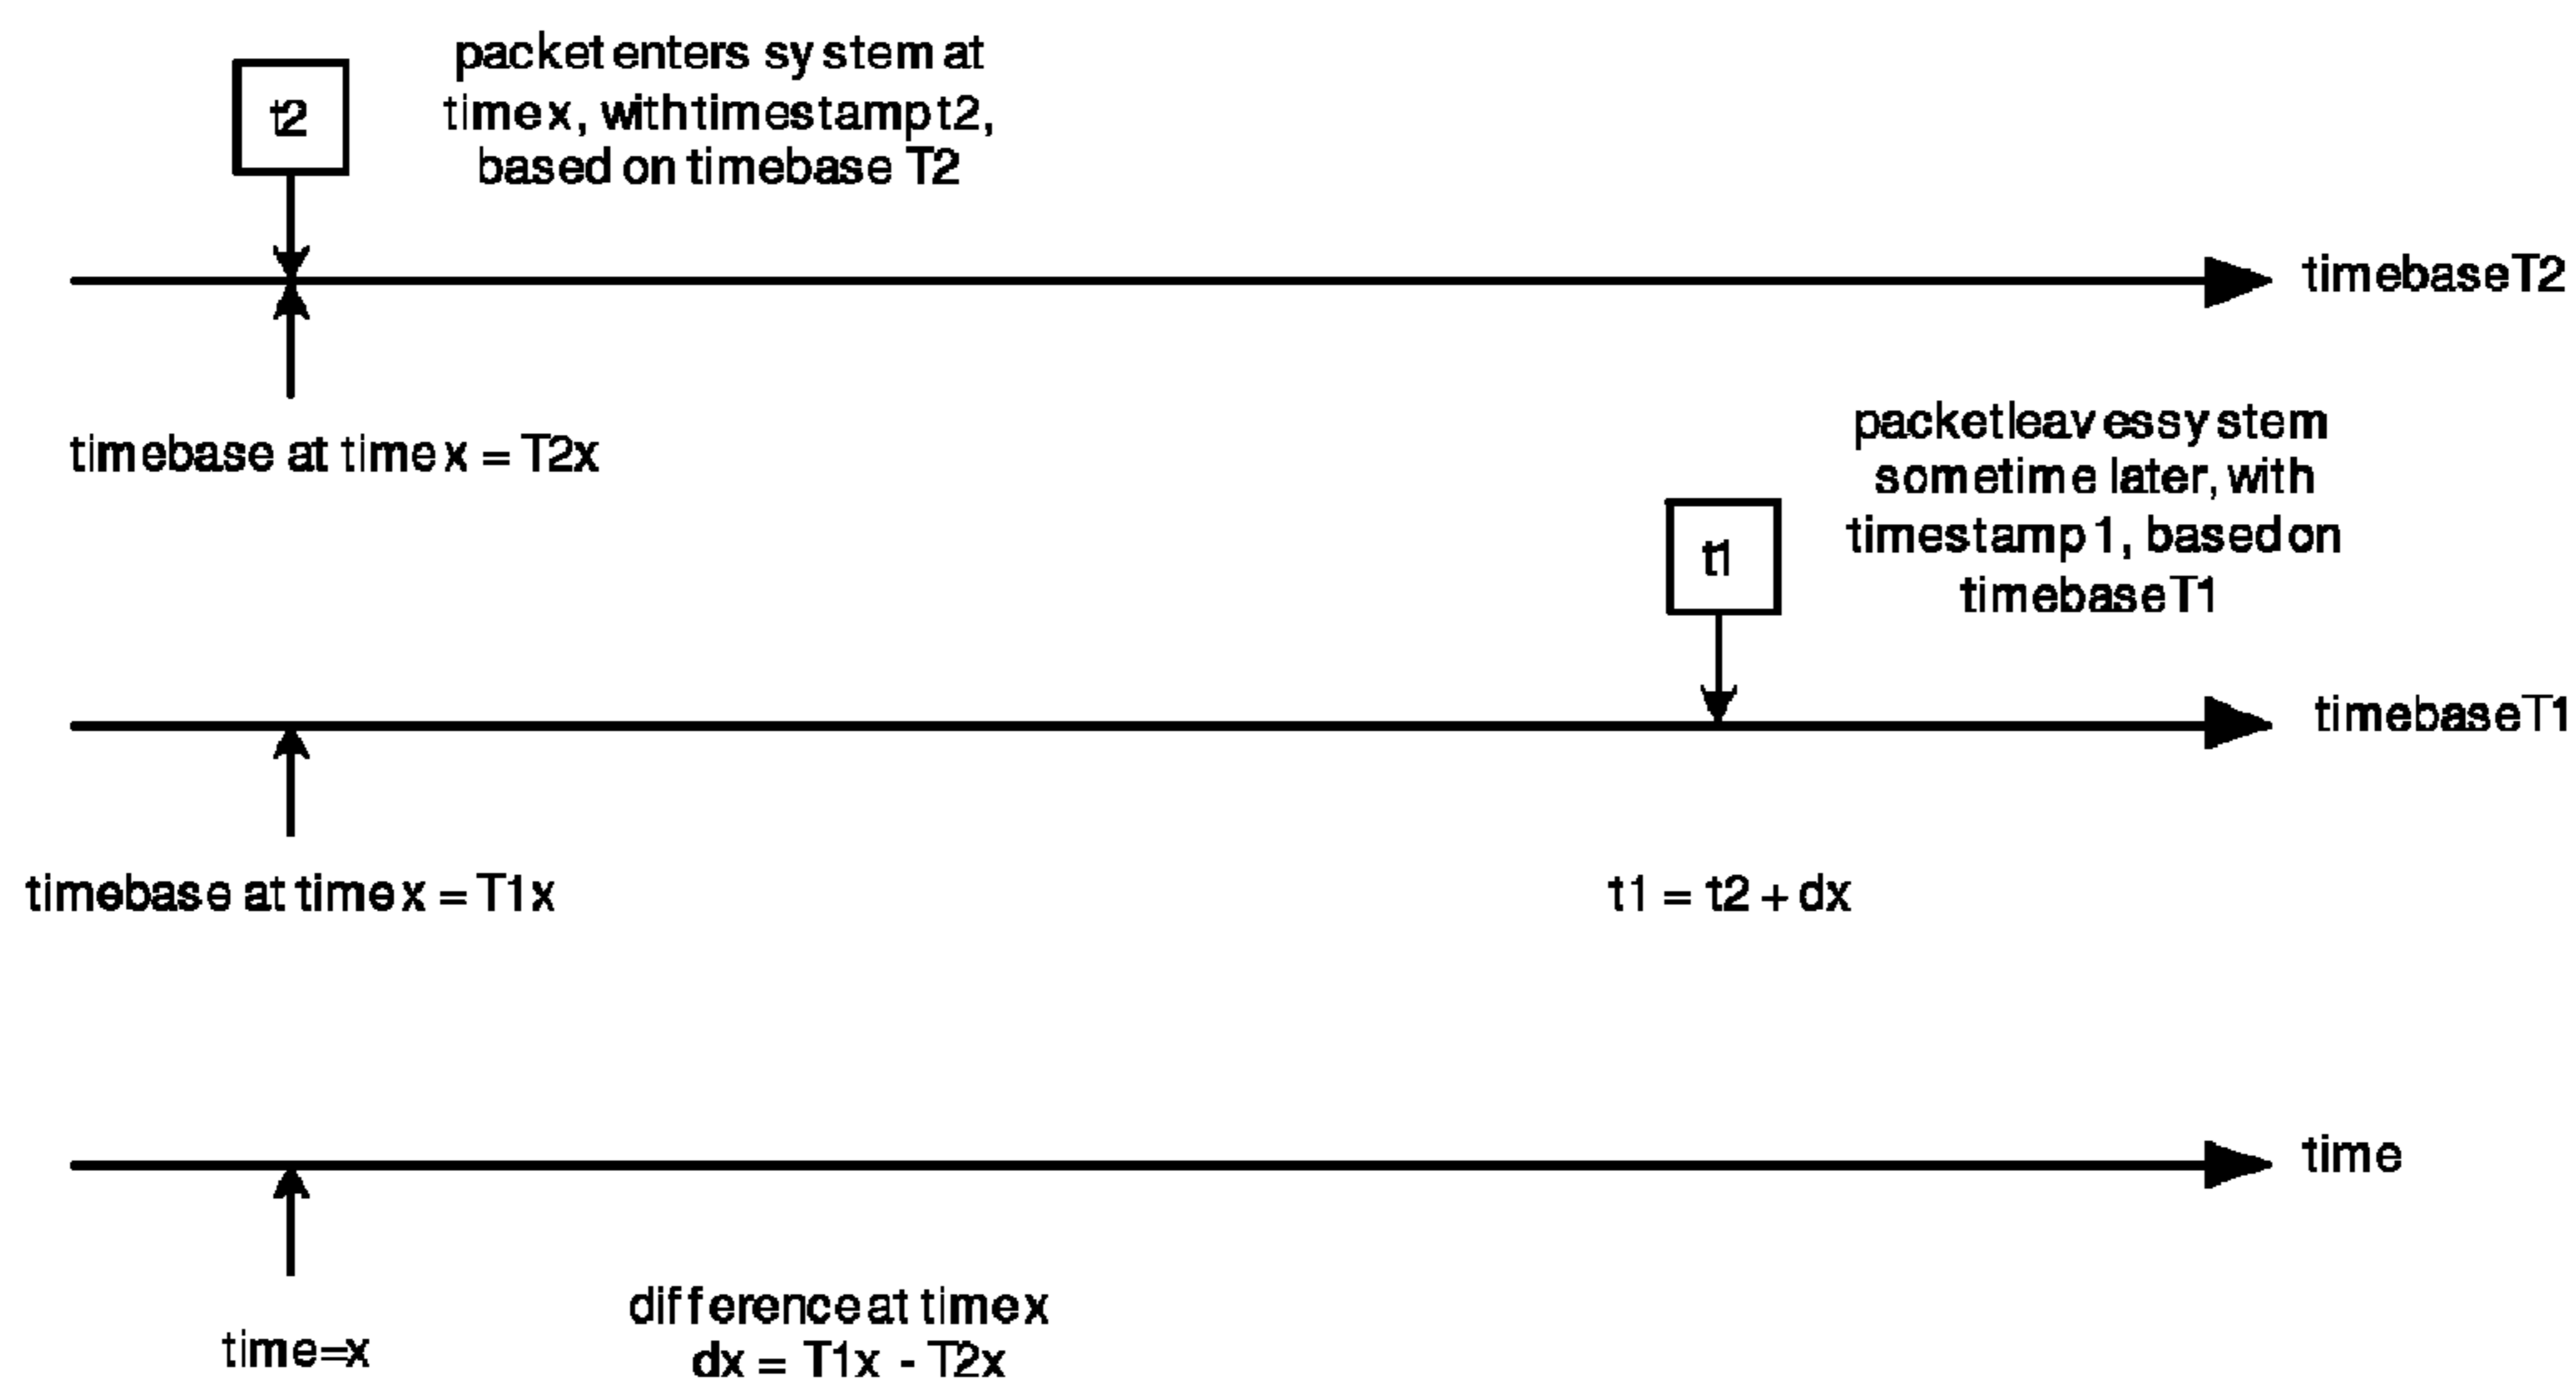 t2
packet enters system at
time x, with timestamp t2,
based on timebase T2
timebase T2
timebase at time x = T2x
packet leaves system
sometime later, with
timestamp 1, based on
timebase T1
t1
timebase T1
timebase at time x = T1x
t1 = t2 + dx
time
time=x
difference at time x
dx = T1x - T2x